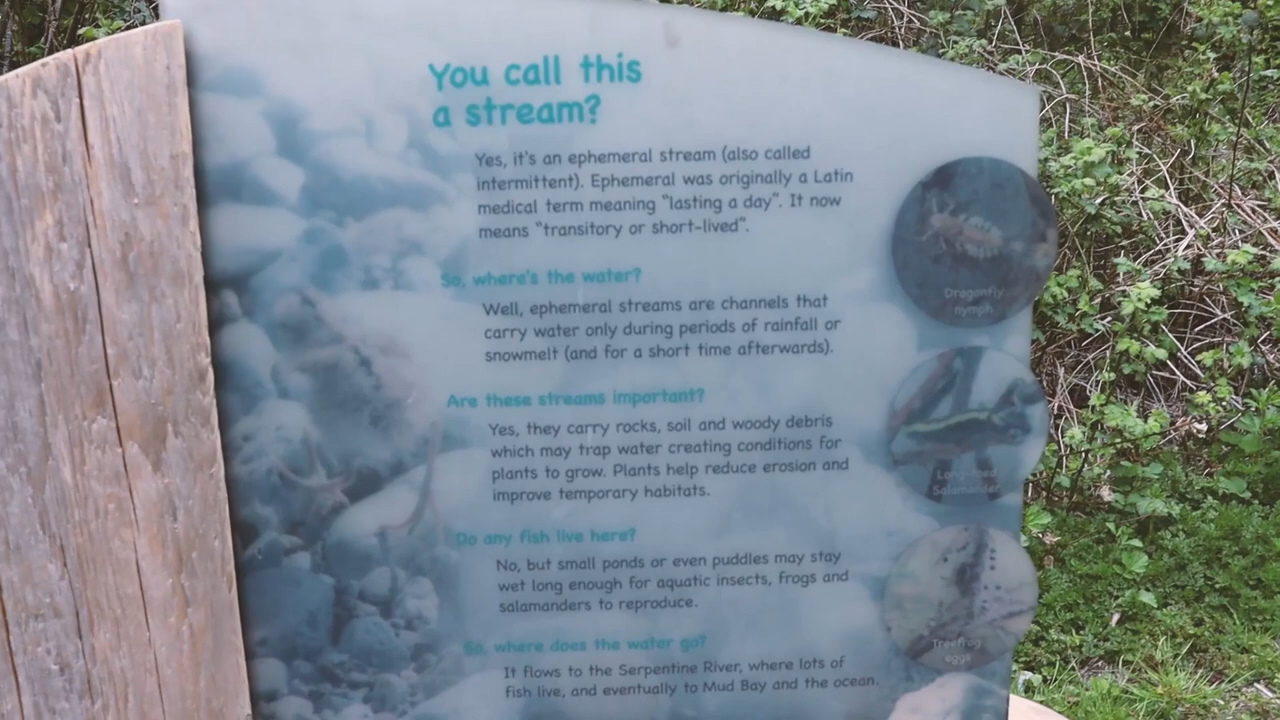 You call this
a stream?
Yes, it's an ephemeral stream (also called
intermittent). Ephemeral was originally a Latin
medical term meaning "lasting a day". It now
means "transitory or short-lived".
So, where's the water?
Well, ephemeral streams are channels that
carry water only during periods of rainfall or
snowmelt (and for a short time afterwards).
Are these streams important?
Yes, they carry rocks, soil and woody debris
which may trap water creating conditions for
plants to grow. Plants help reduce erosion and
improve temporary habitats.
Do any fish live here?
No, but small ponds or even puddles may stay
wet long enough for aquatic insects, frogs and
salamanders to reproduce.
So, where does the water go?
It flows to the Serpentine River, where lots of
fish live, and eventually to Mud Bay and the ocean.
Dragonfly
nymph
Salamander
Treefrog
eggs